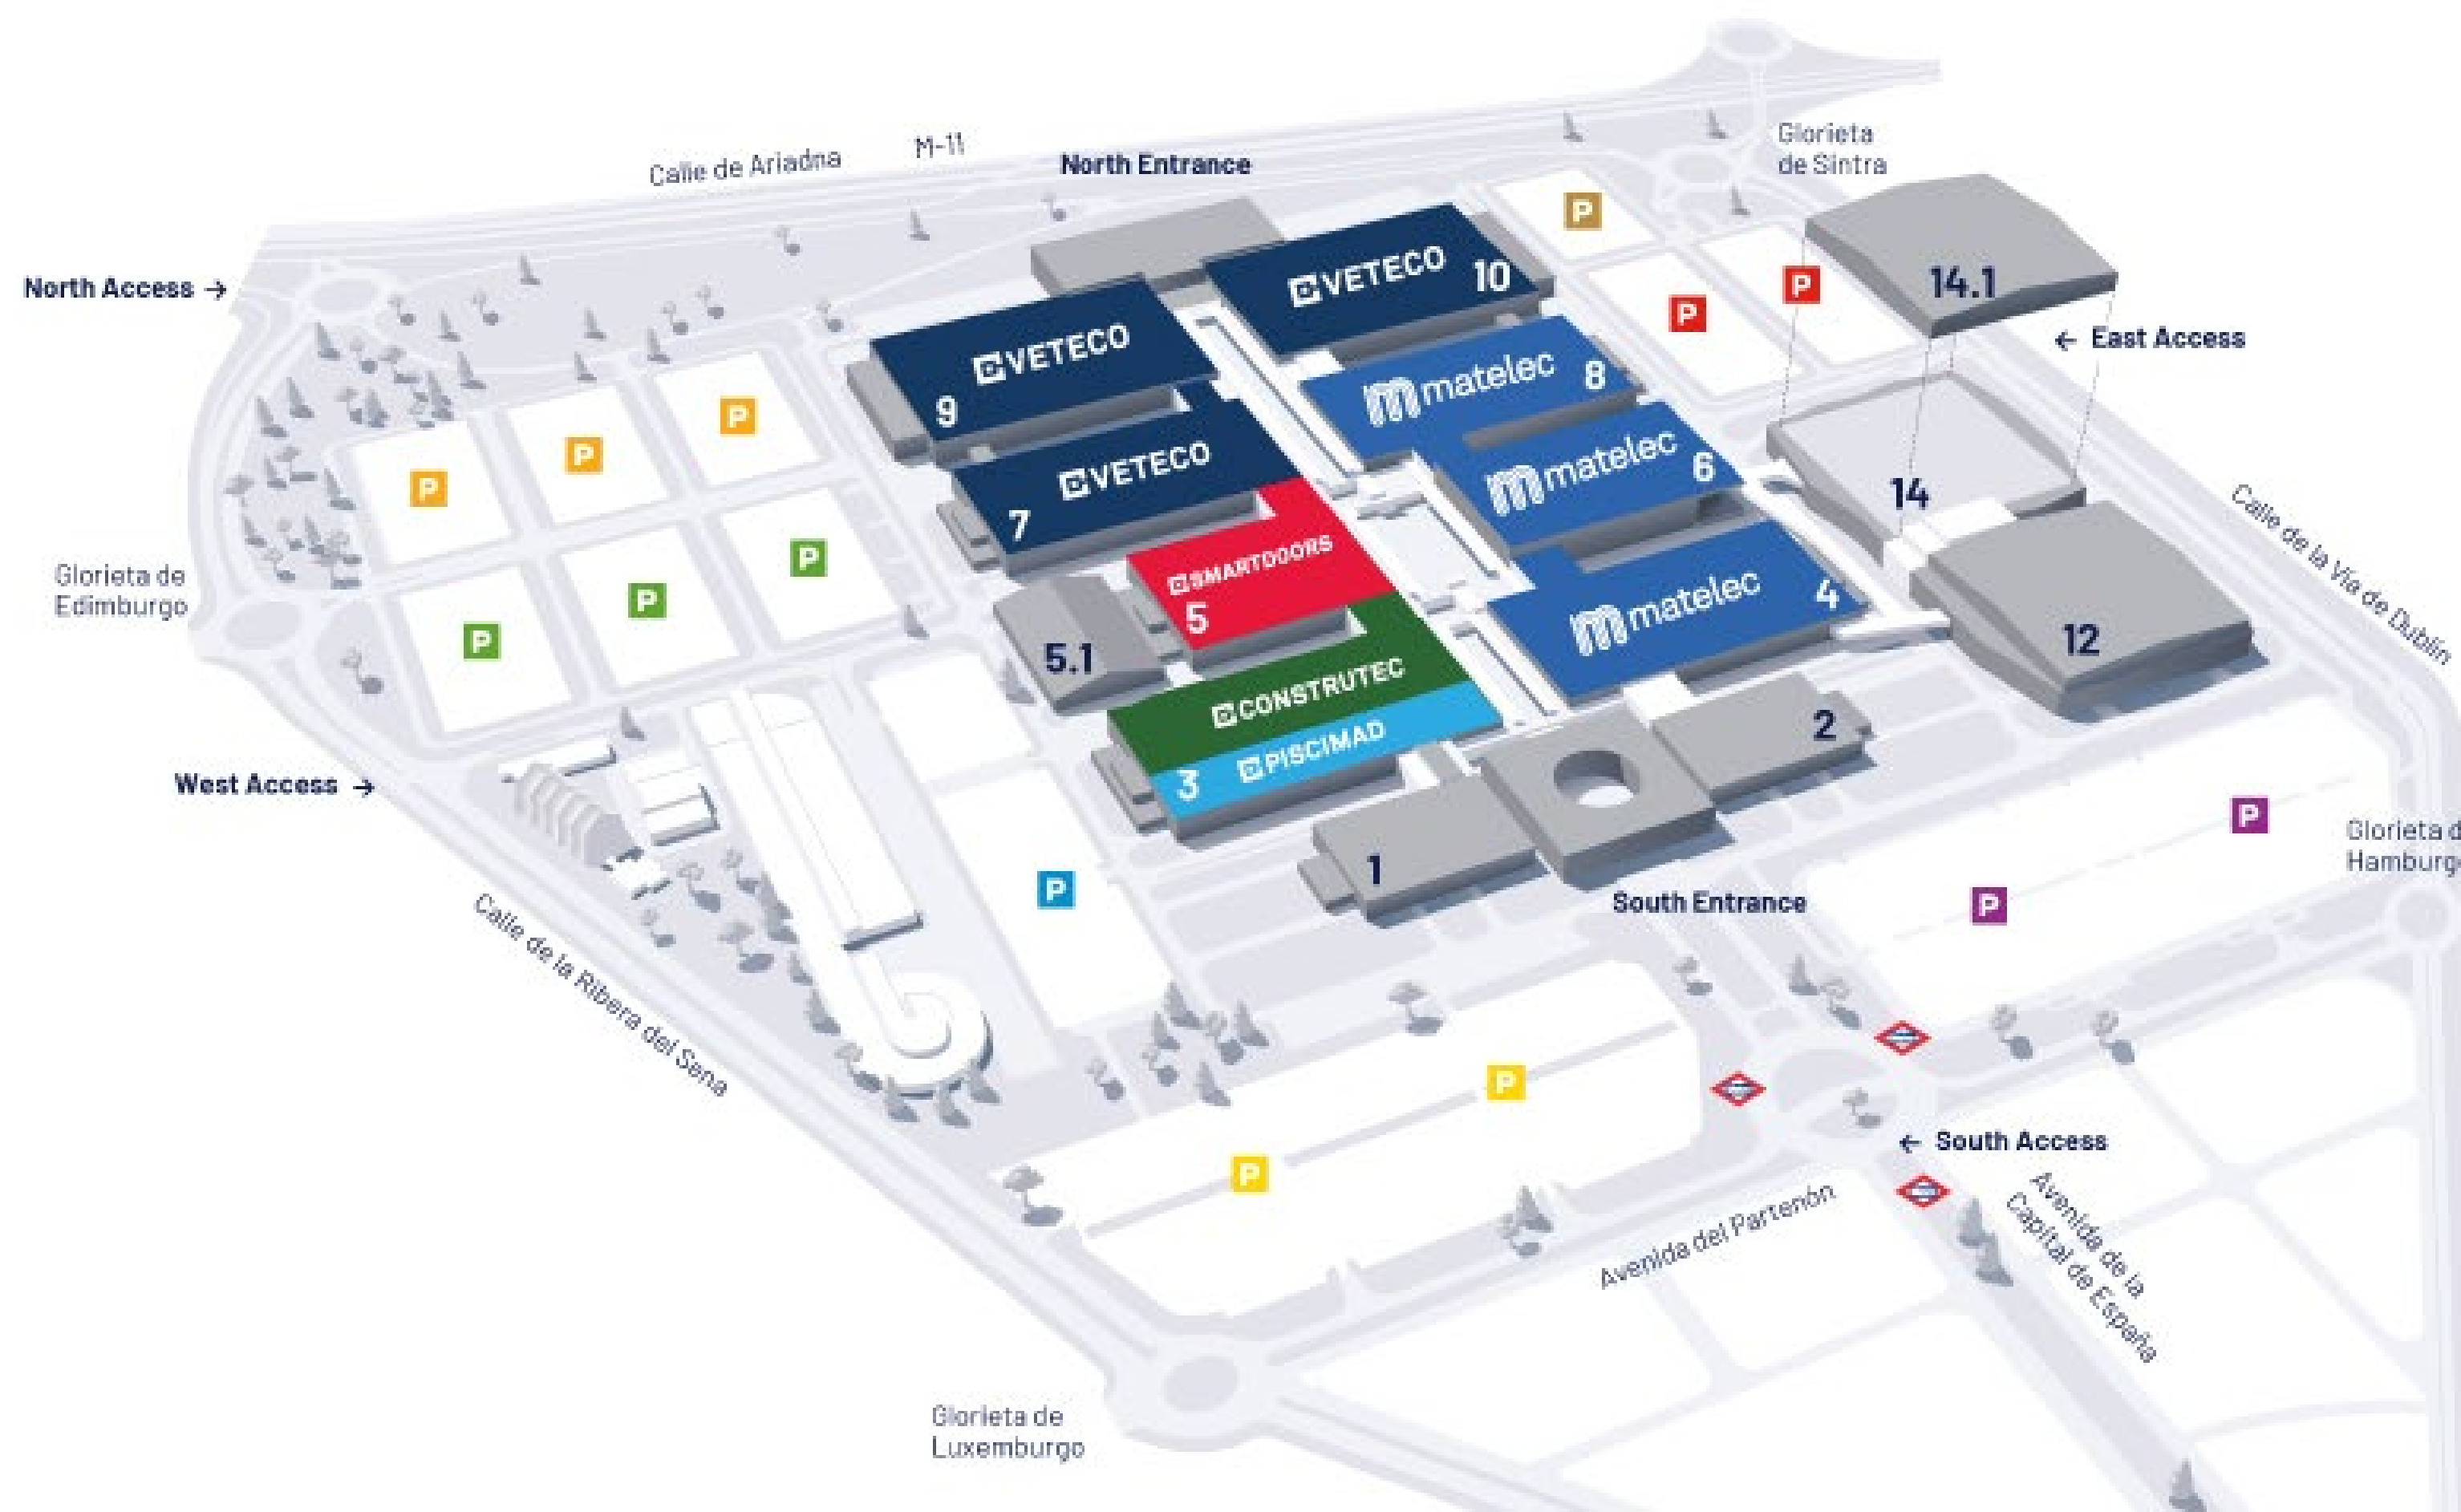 Calle de Ariadna
M-11
North Entrance
Glorieta
de Sintra
P
North Access →
VETECO
10
14.1
P
P
← East Access
VETECO
9
matelec
8
P
P
P
VETECO
7
matelec
6
14
Calle de la Vía de Dublín
SMARTDOORS
5
P
P
P
Glorieta de
Edimburgo
matelec
4
5.1
12
CONSTRUTEC
PISCIMAD
3
2
West Access →
1
P
P
P
Glorieta d
Hamburg
South Entrance
Calle de la Ribera del Sena
P
P
← South Access
Avenida del Partenón
Avenida de la
Capital de España
Glorieta de
Luxemburgo